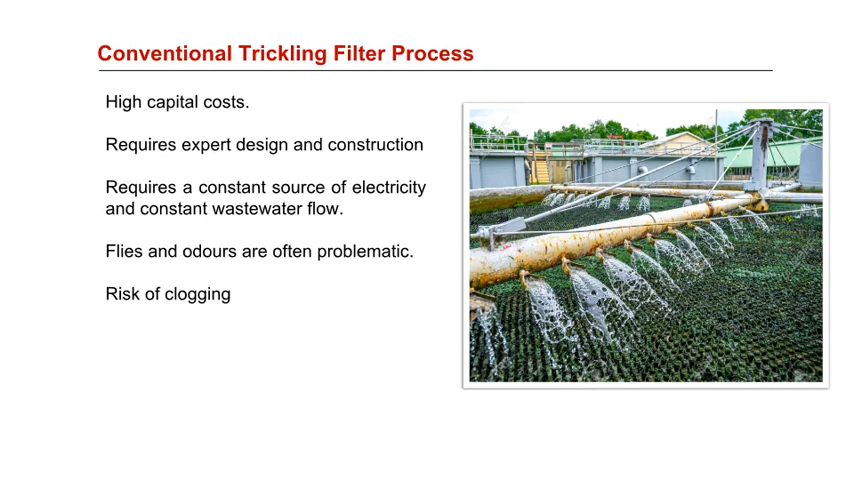 Conventional Trickling Filter Process
High capital costs.
Requires expert design and construction
Requires a constant source of electricity
and constant wastewater flow.
Flies and odours are often problematic.
Risk of clogging